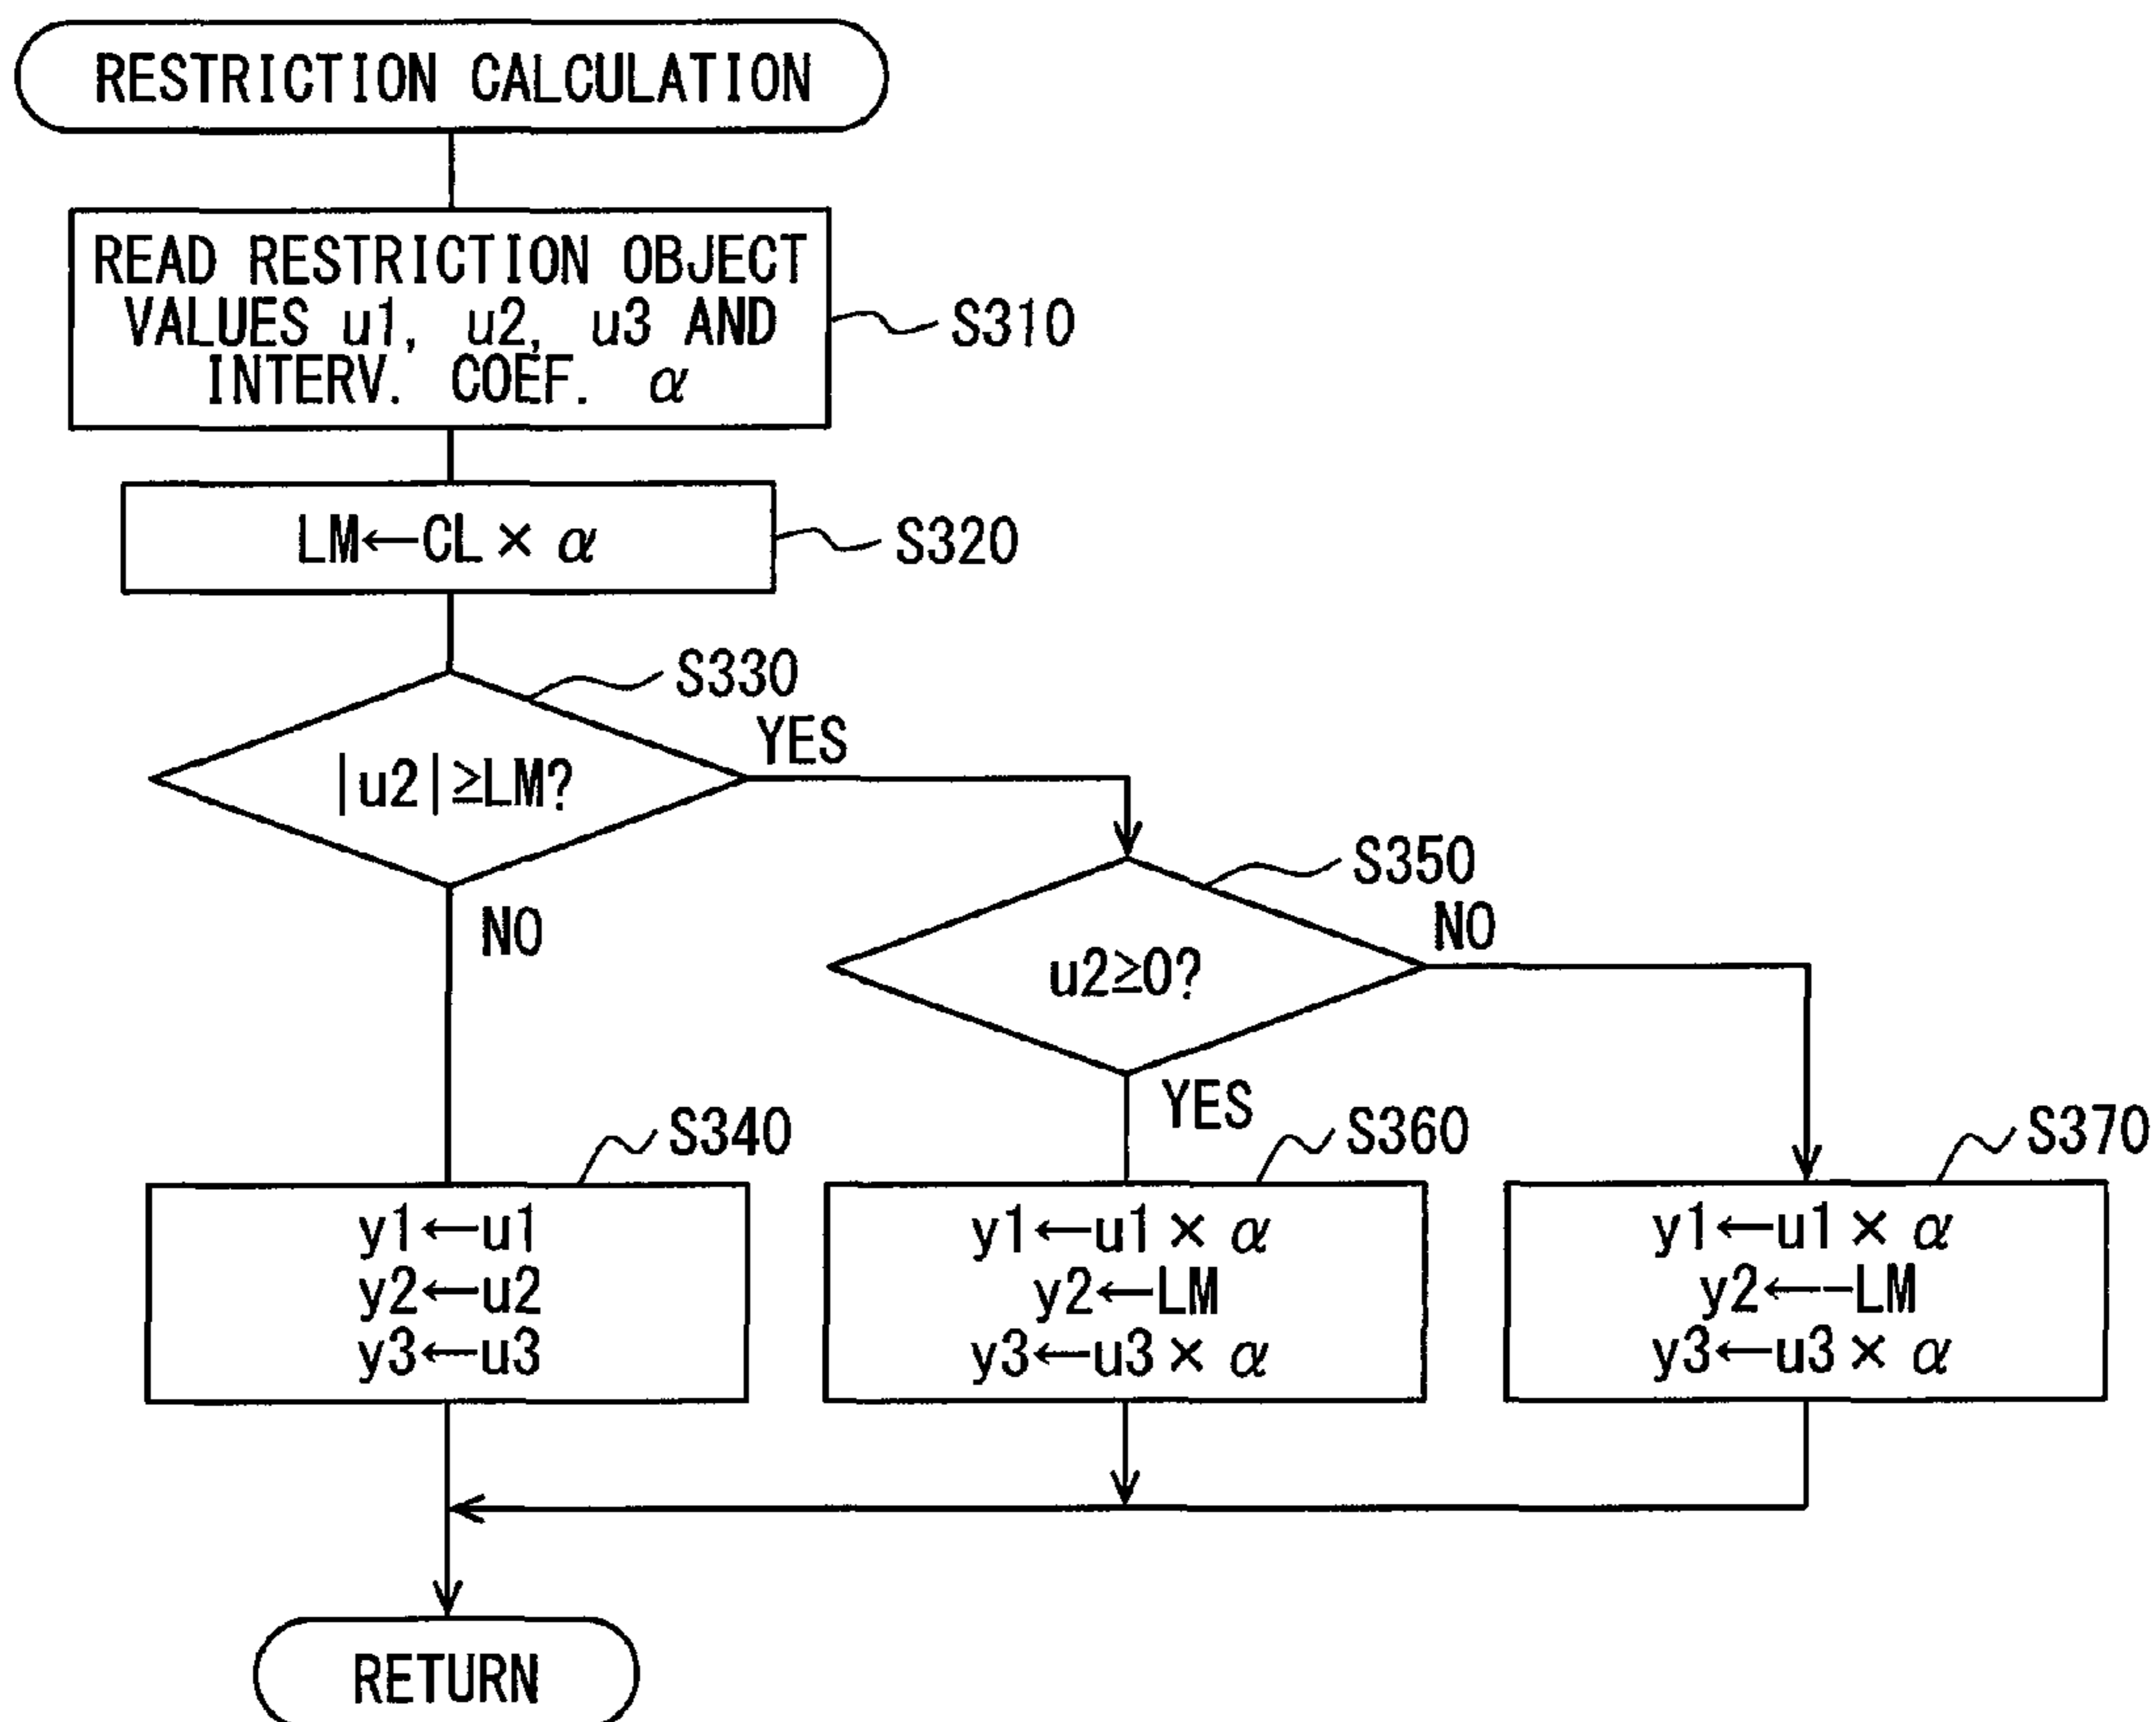 RESTRICTION CALCULATION
READ RESTRICTION OBJECT
VALUES u1, u2, u3 AND
INTERV. COEF. α
S310
LM←CL×α
S320
S330
|u2|≥LM?
YES
NO
S350
u2≥0?
NO
YES
S340
y1←u1
y2←u2
y3←u3
S360
y1←u1×α
y2←LM
y3←u3×α
S370
y1←u1×α
y2←-LM
y3←u3×α
RETURN